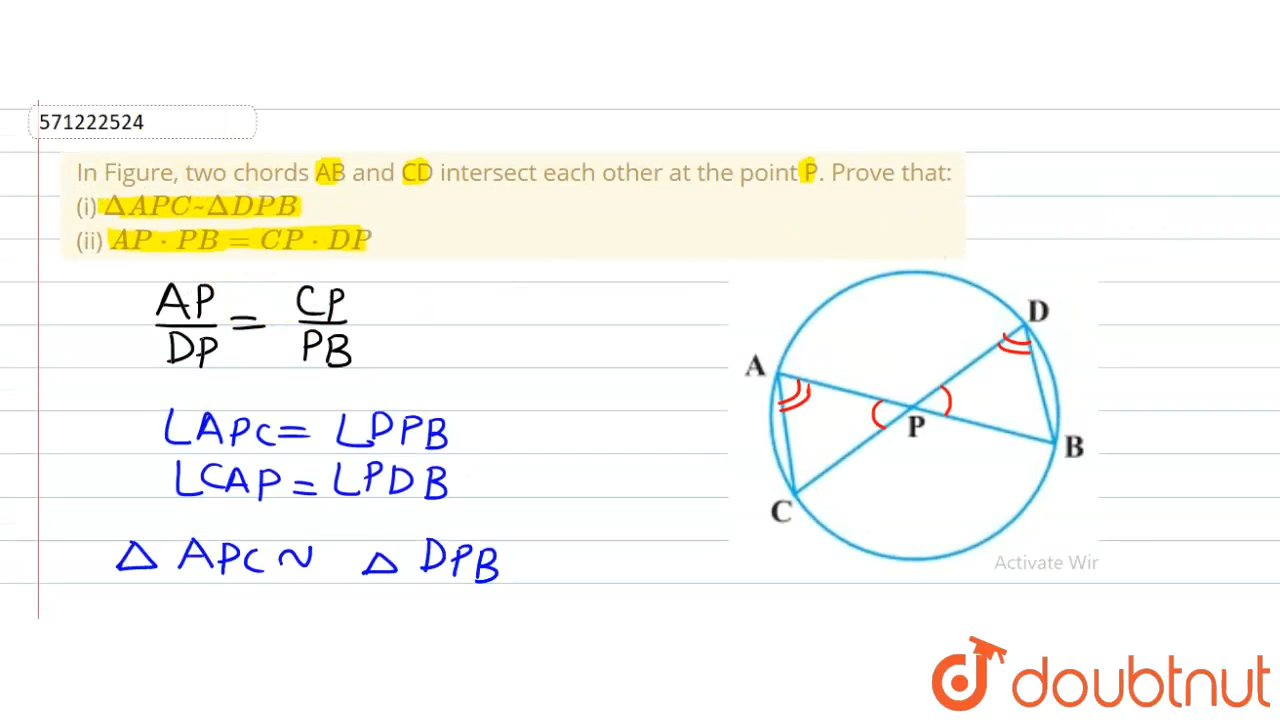 571222524
In Figure, two chords AB and CD intersect each other at the point P. Prove that:
(i) ΔAPC~ΔDPB
(ii) AP · PB = CP · DP
AP/DP = CP/PB
∠APC = ∠DPB
∠CAP = ∠PDB
Δ APC ~ Δ DPB
D
A
P
B
C
Activate Wir
doubtnut